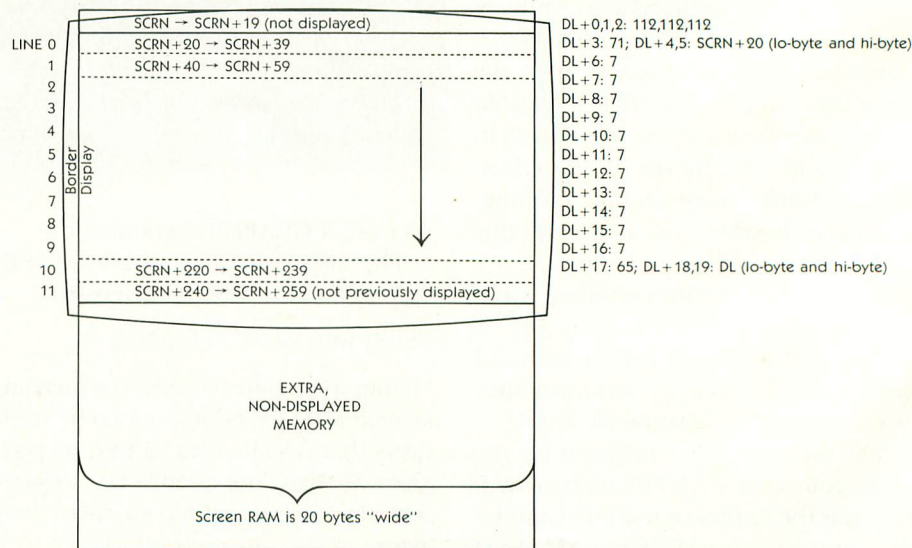 SCRN → SCRN+19 (not displayed)
DL+0,1,2: 112,112,112
LINE 0
SCRN+20 → SCRN+39
DL+3: 71; DL+4,5: SCRN+20 (lo-byte and hi-byte)
1
SCRN+40 → SCRN+59
DL+6: 7
2
DL+7: 7
3
DL+8: 7
4
DL+9: 7
DL+10: 7
5
DL+11: 7
6
DL+12: 7
7
DL+13: 7
8
DL+14: 7
DL+15: 7
9
DL+16: 7
10
SCRN+220 → SCRN+239
DL+17: 65; DL+18,19: DL (lo-byte and hi-byte)
11
SCRN+240 → SCRN+259 (not previously displayed)
Border
Display
EXTRA,
NON-DISPLAYED
MEMORY
Screen RAM is 20 bytes "wide"